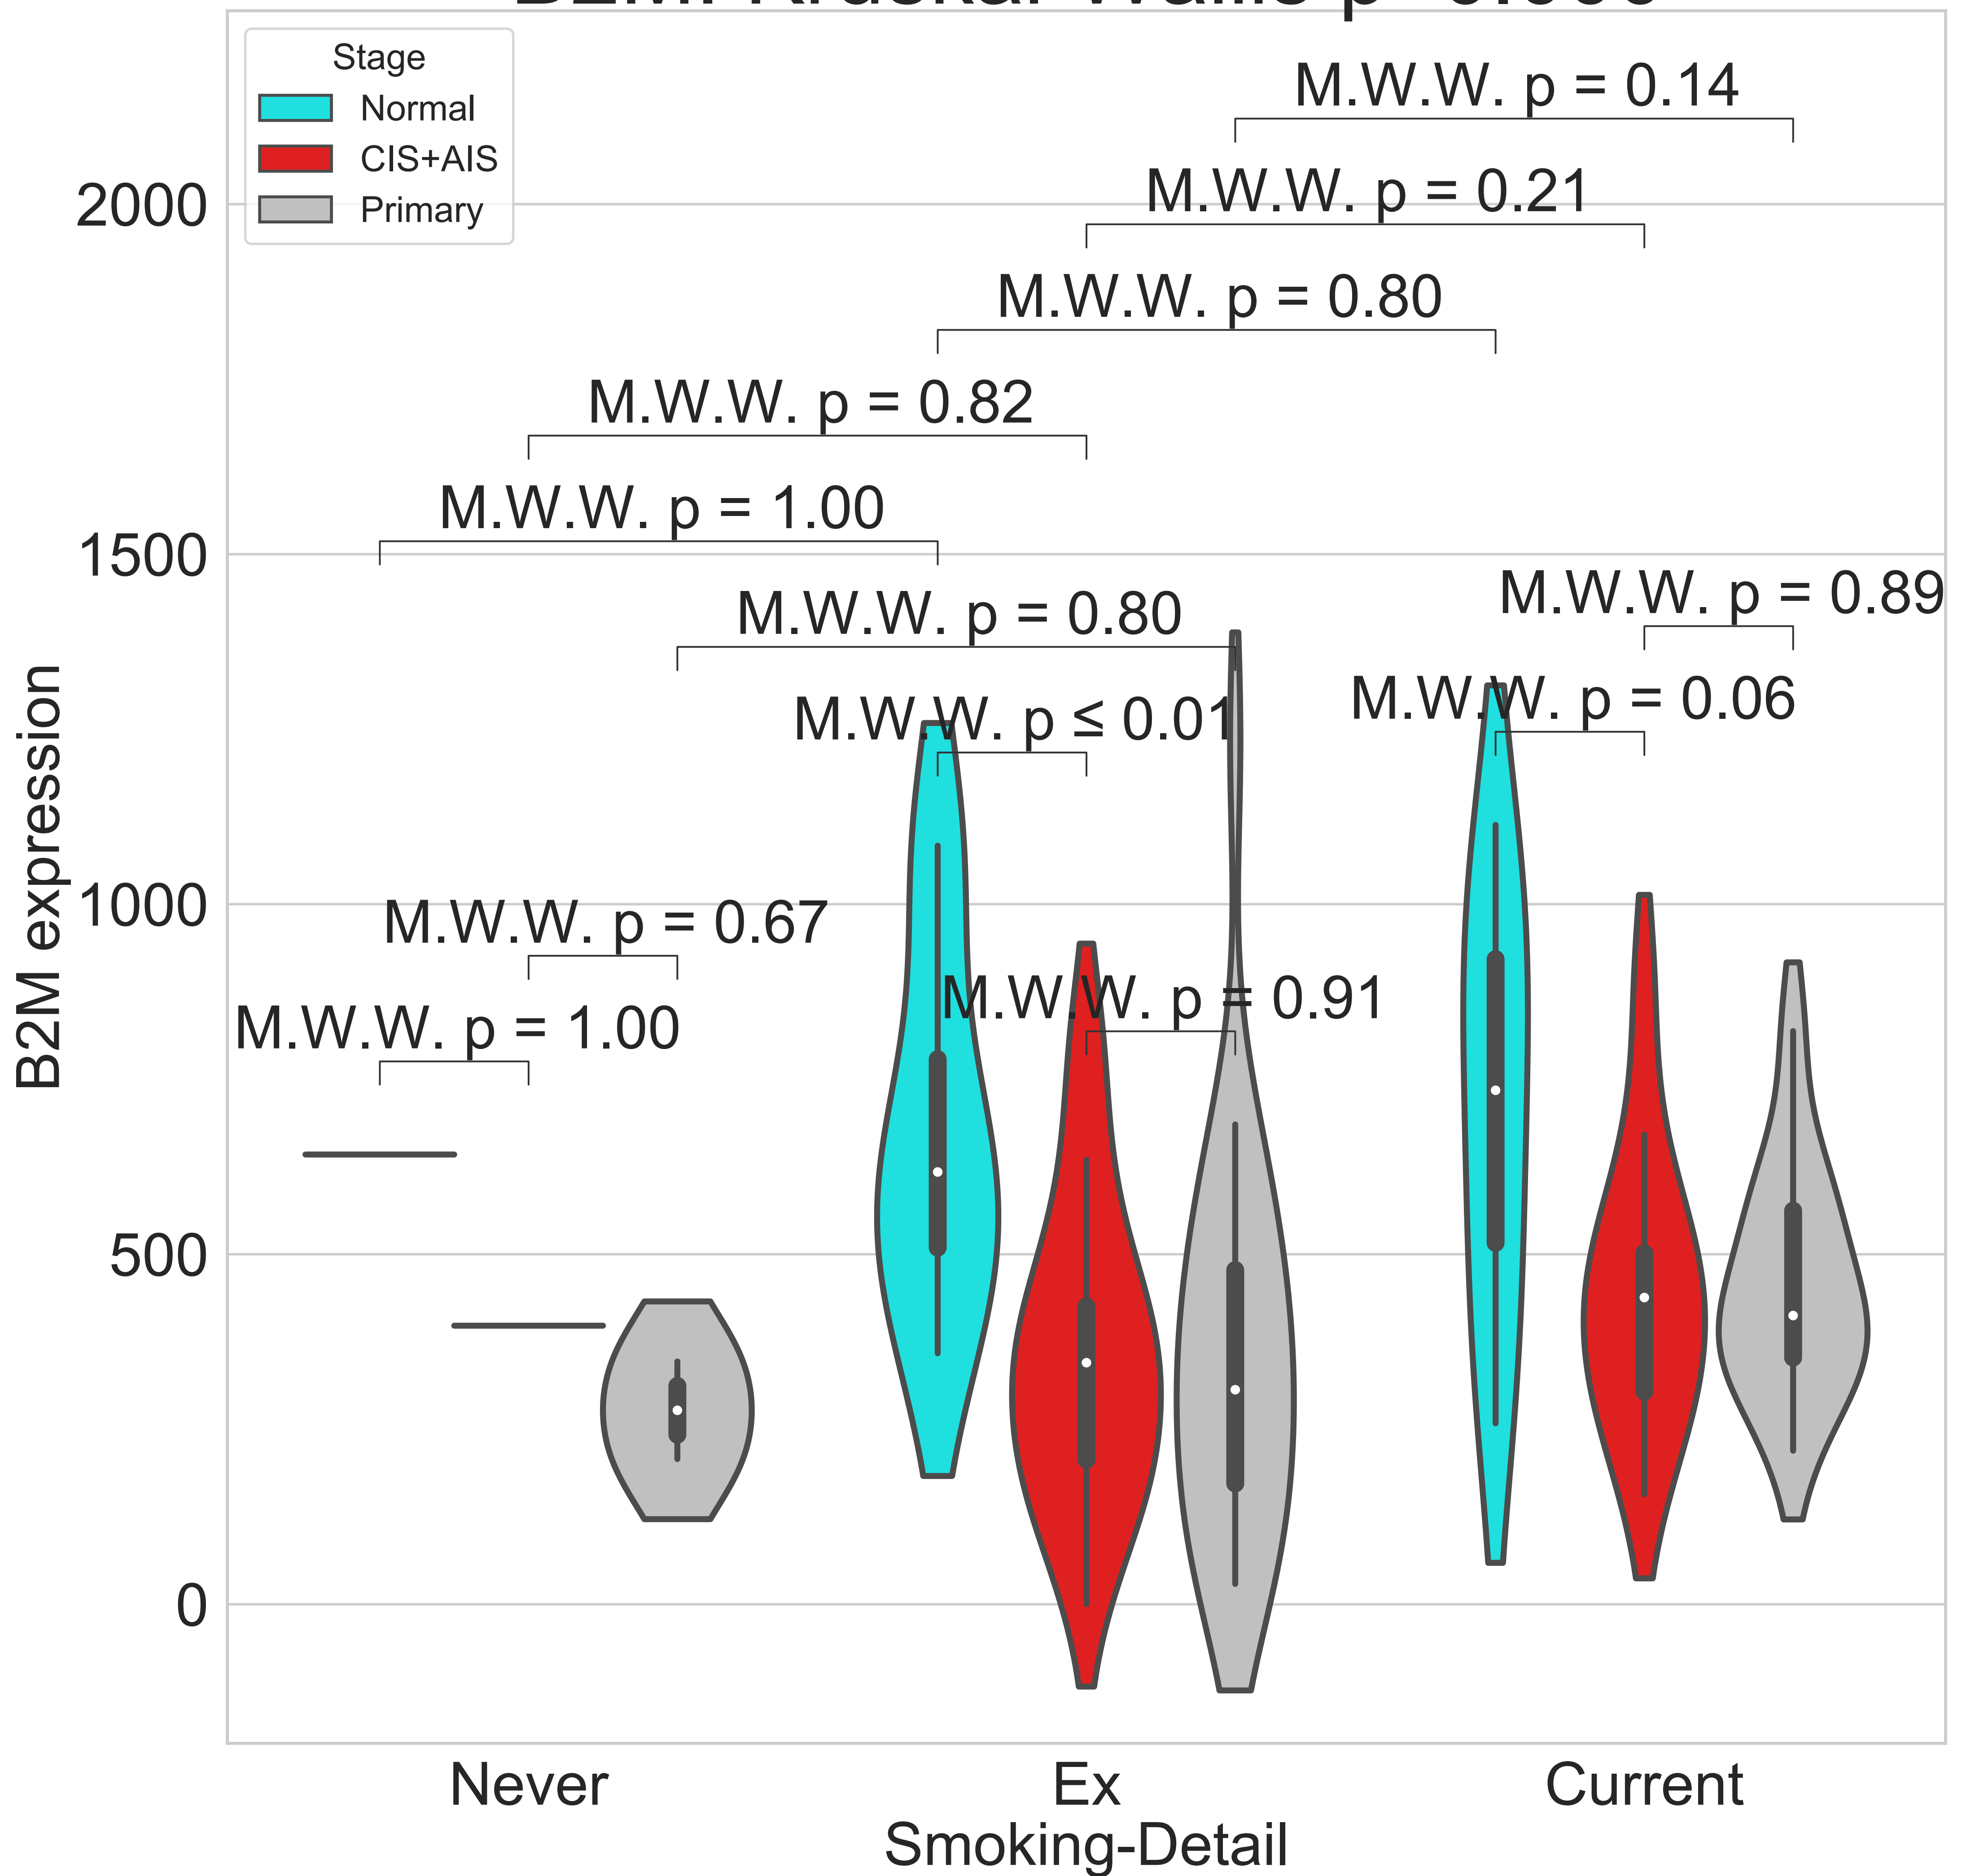 Stage
Normal
CIS+AIS
Primary
M.W.W. p = 0.14
M.W.W. p = 0.21
M.W.W. p = 0.80
M.W.W. p = 0.82
M.W.W. p = 1.00
M.W.W. p = 0.80
M.W.W. p = 0.89
M.W.W. p ≤ 0.01
M.W.W. p = 0.06
M.W.W. p = 0.67
M.W.W. p = 0.91
M.W.W. p = 1.00
2000
1500
1000
500
0
B2M expression
Never
Ex
Current
Smoking-Detail